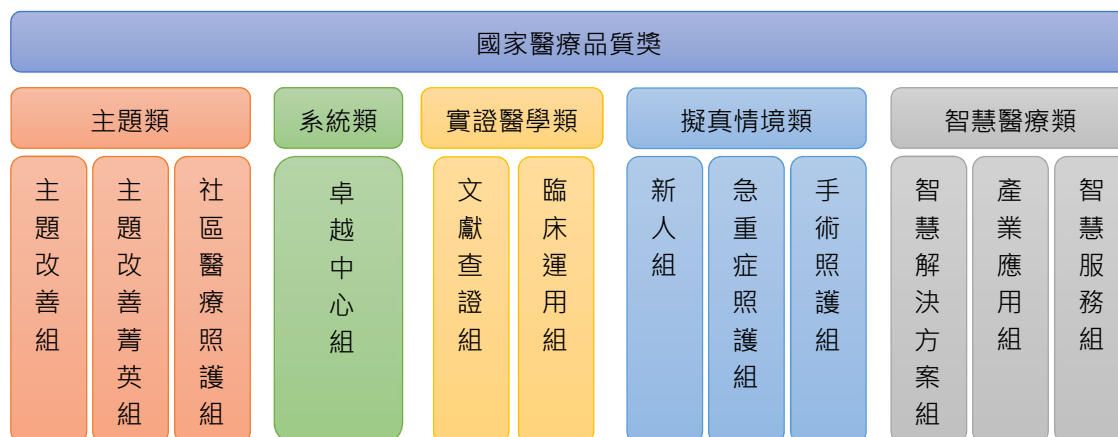 國家醫療品質獎
主題類
系統類
實證醫學類
擬真情境類
智慧醫療類
主題改善組
主題改善菁英組
社區醫療照護組
卓越中心組
文獻查證組
臨床運用組
新人組
急重症照護組
手術照護組
智慧解決方案組
產業應用組
智慧服務組